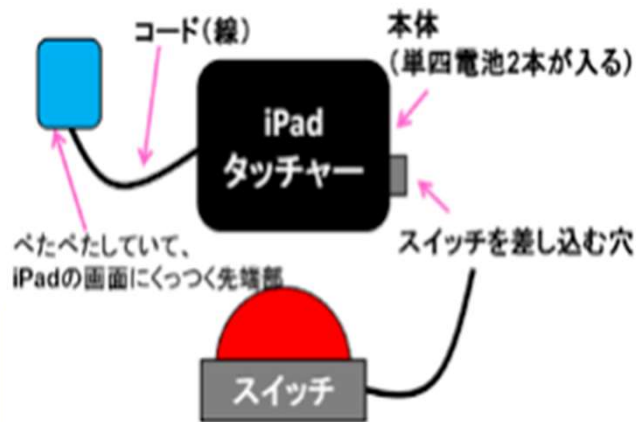 コード(線)
本体
(単四電池2本が入る)
iPad
タッチャー
ぺたぺたしていて、
iPadの画面にくっつく先端部
スイッチを差し込む穴
スイッチ